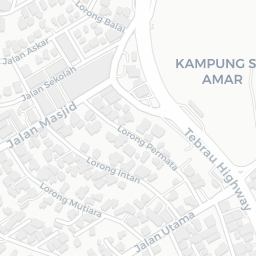 Lorong Balai
Jalan Askar
KAMPUNG S
AMAR
Jalan Sekolah
Jalan Masjid
Lorong Permata
Tebrau Highway
Lorong Intan
Lorong Mutiara
Jalan Utama